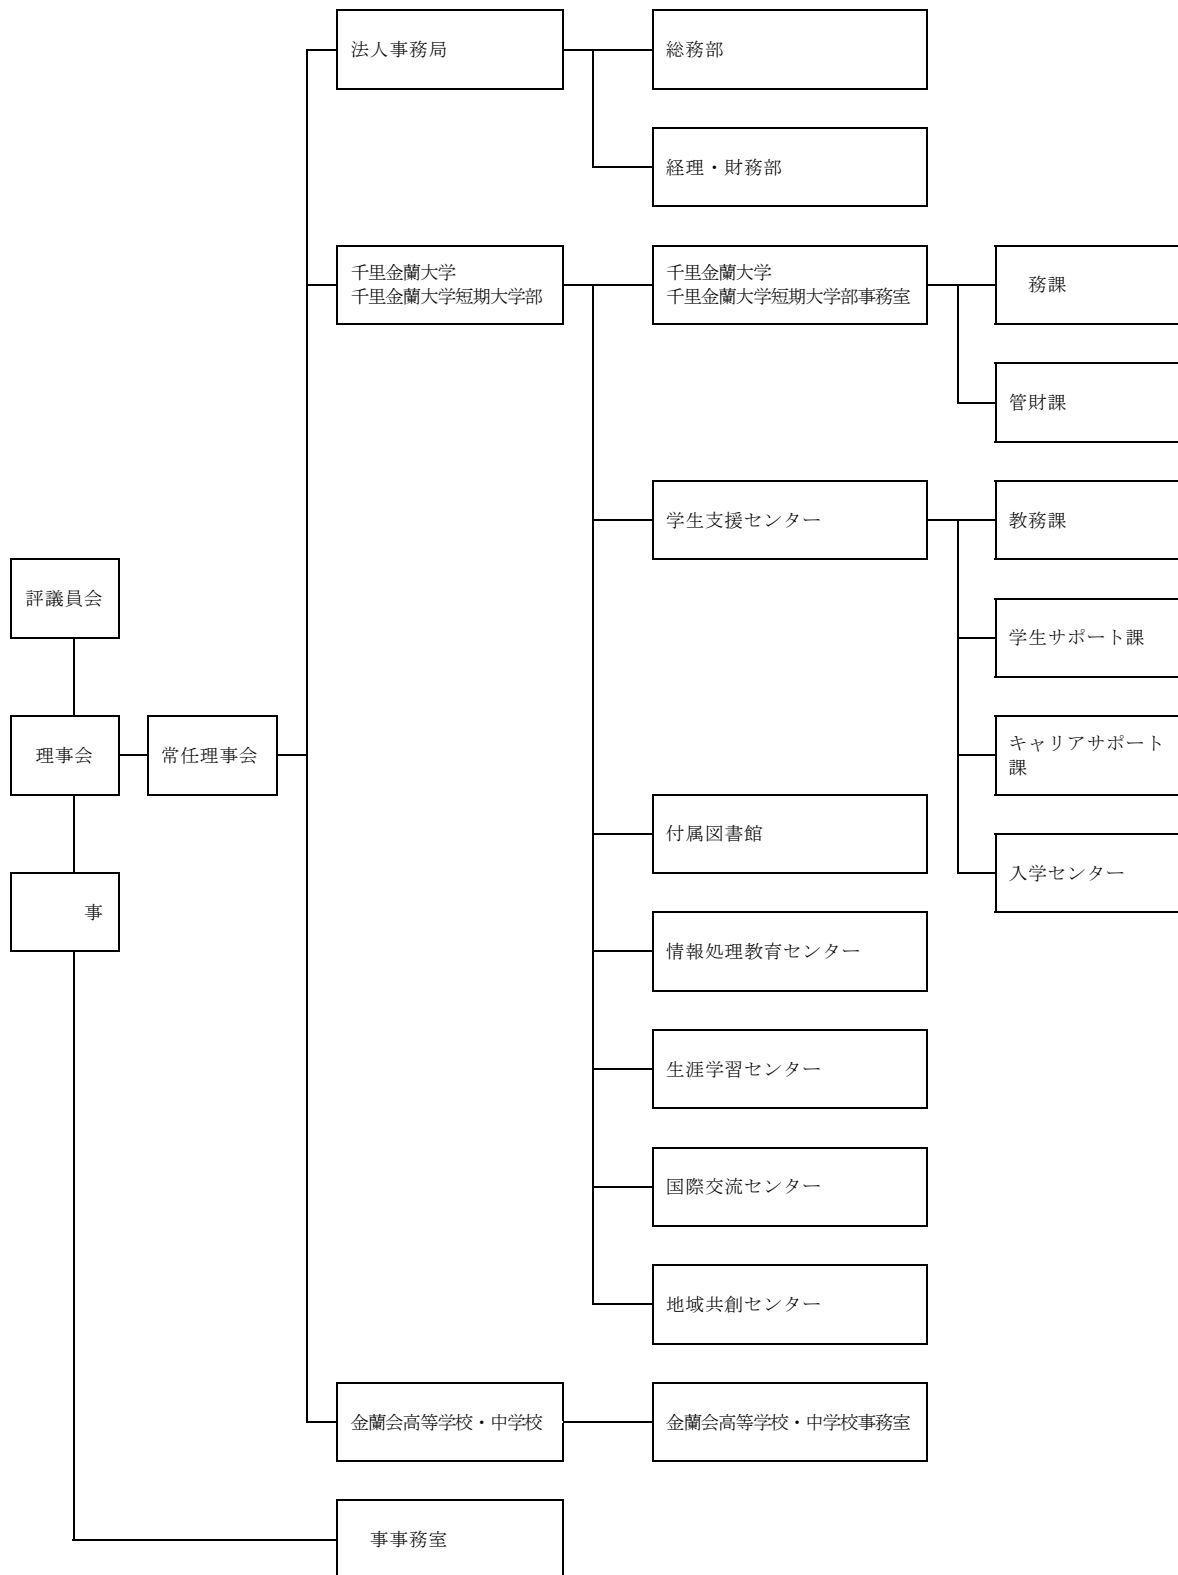 法人事務局
総務部
経理・財務部
千里金蘭大学
千里金蘭大学短期大学部
千里金蘭大学
千里金蘭大学短期大学部事務室
務課
管財課
学生支援センター
教務課
評議員会
学生サポート課
理事会
常任理事会
キャリアサポート
課
付属図書館
入学センター
事
情報処理教育センター
生涯学習センター
国際交流センター
地域共創センター
金蘭会高等学校・中学校
金蘭会高等学校・中学校事務室
事事務室